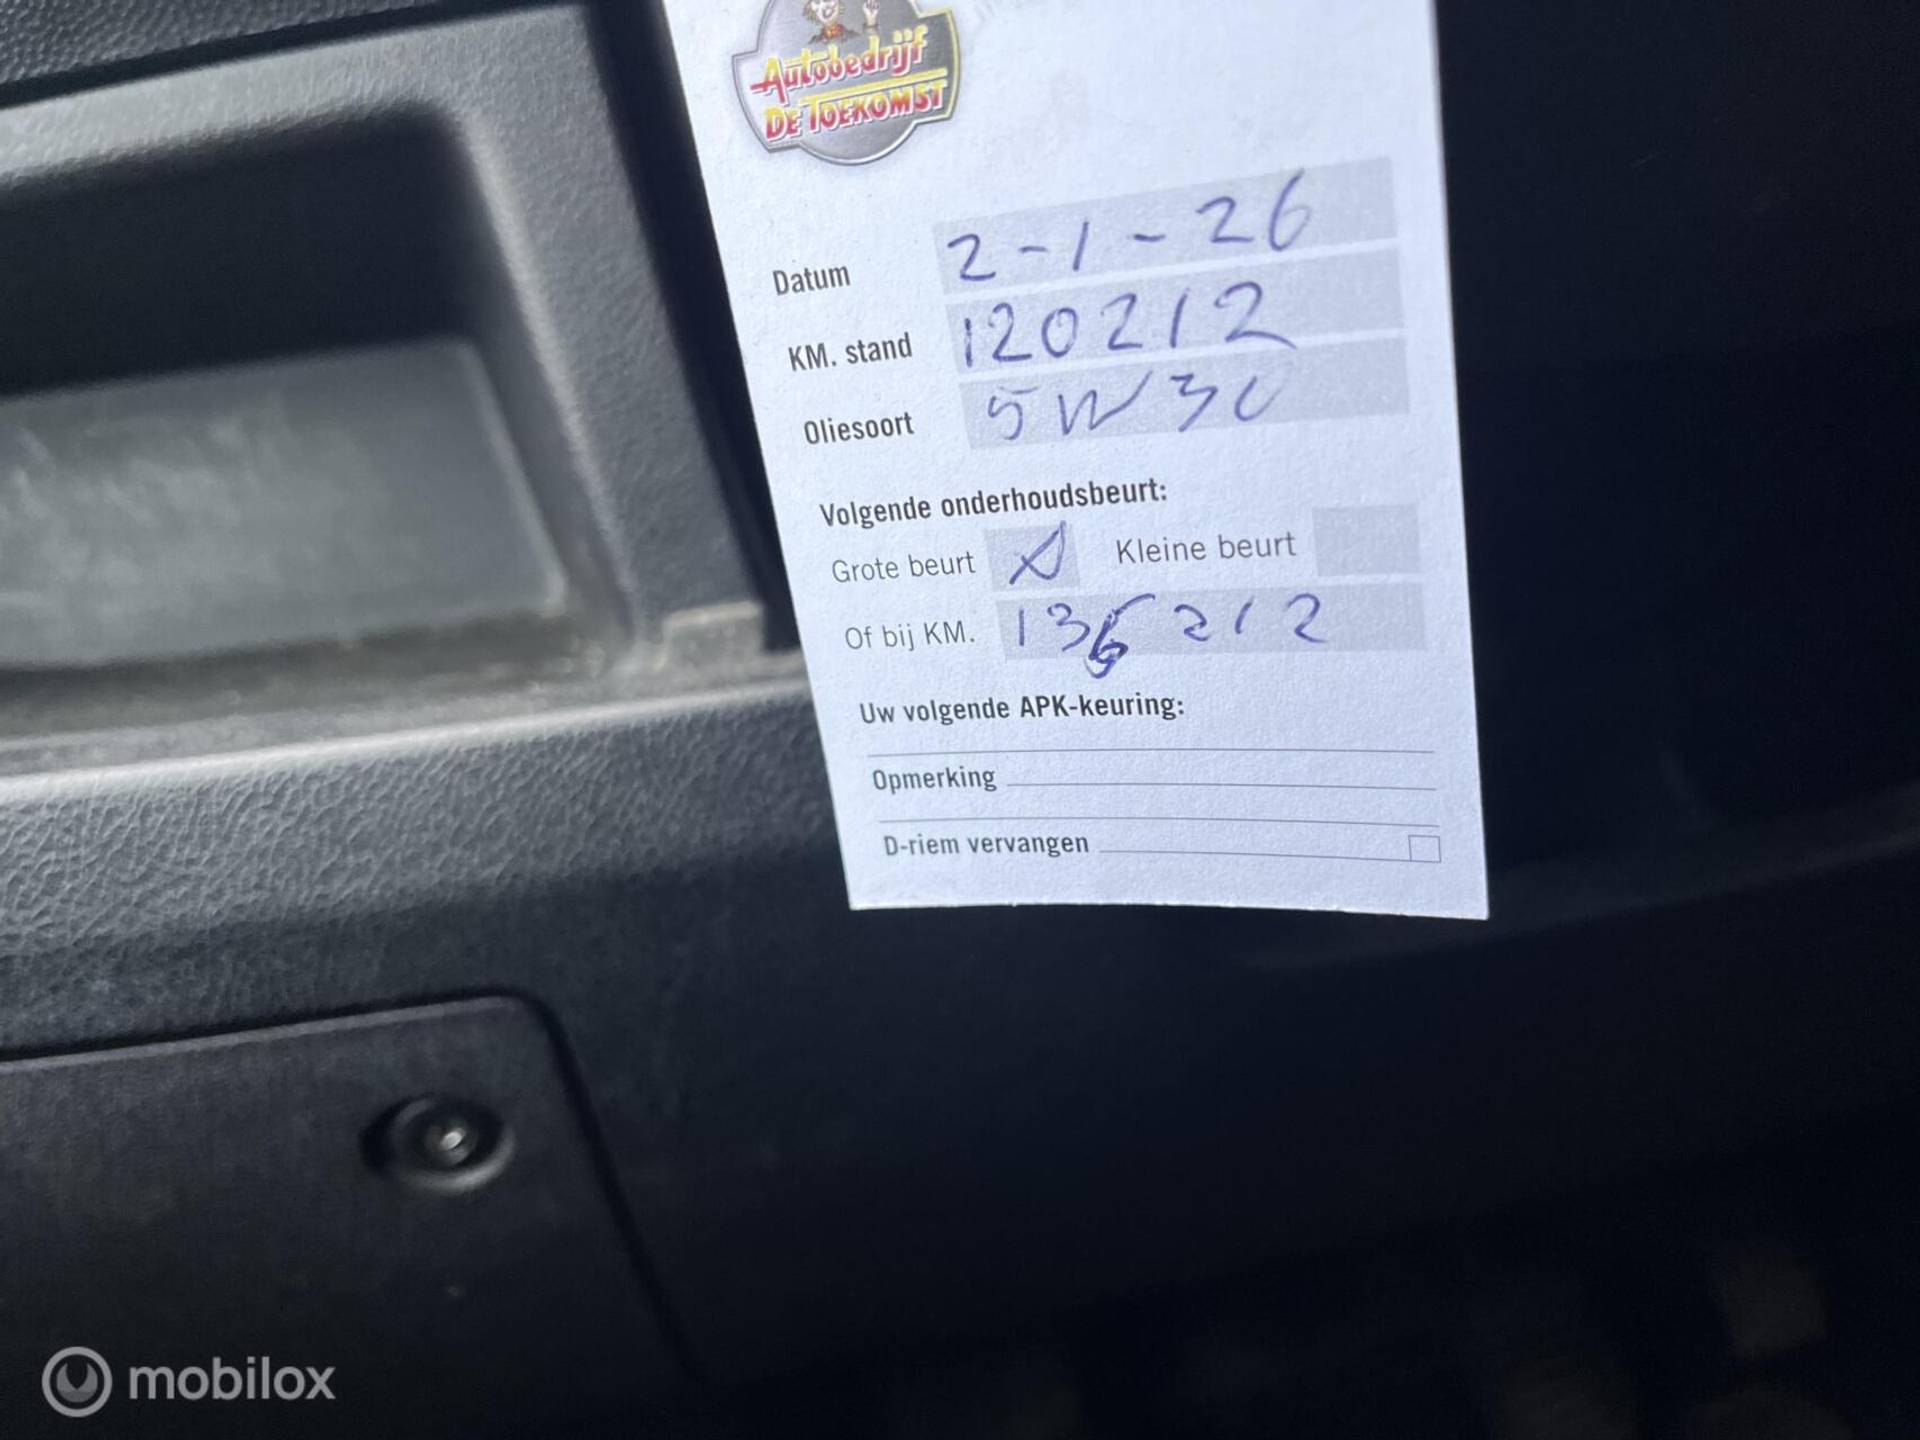 Autobedrijf
DE TOEKOMST
Datum 2-1-26
KM. stand 120212
Oliesoort 5W30
Volgende onderhoudsbeurt:
Grote beurt X Kleine beurt
Of bij KM. 135212
Uw volgende APK-keuring:
Opmerking
D-riem vervangen
mobilox